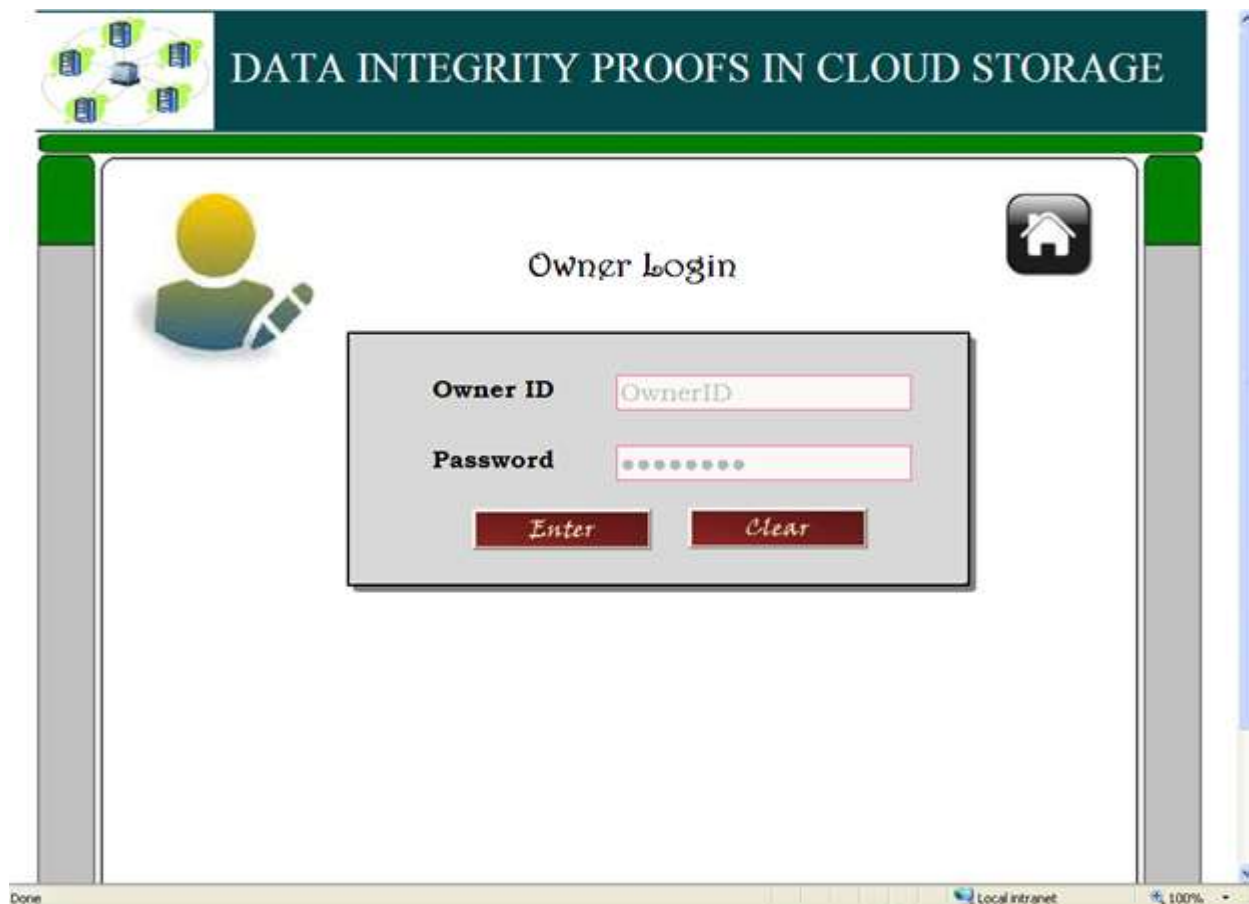 DATA INTEGRITY PROOFS IN CLOUD STORAGE
Owner Login
Owner ID OwnerID
Password ••••••••
Enter Clear
Done Local intranet 100%